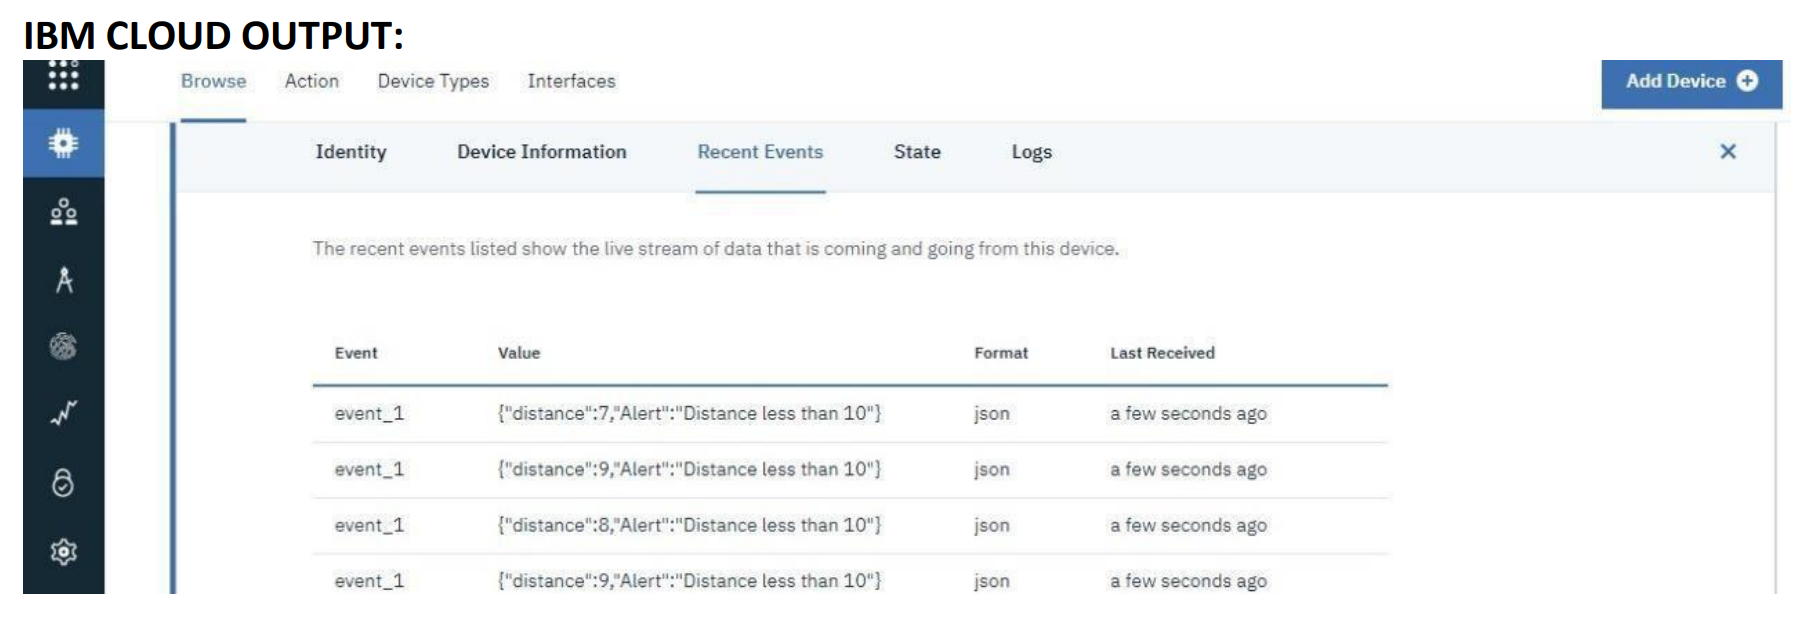 IBM CLOUD OUTPUT:
Browse Action Device Types Interfaces Add Device
Identity Device Information Recent Events State Logs
The recent events listed show the live stream of data that is coming and going from this device.
Event Value Format Last Received
event_1 {"distance":7,"Alert":"Distance less than 10"} json a few seconds ago
event_1 {"distance":9,"Alert":"Distance less than 10"} json a few seconds ago
event_1 {"distance":8,"Alert":"Distance less than 10"} json a few seconds ago
event_1 {"distance":9,"Alert":"Distance less than 10"} json a few seconds ago